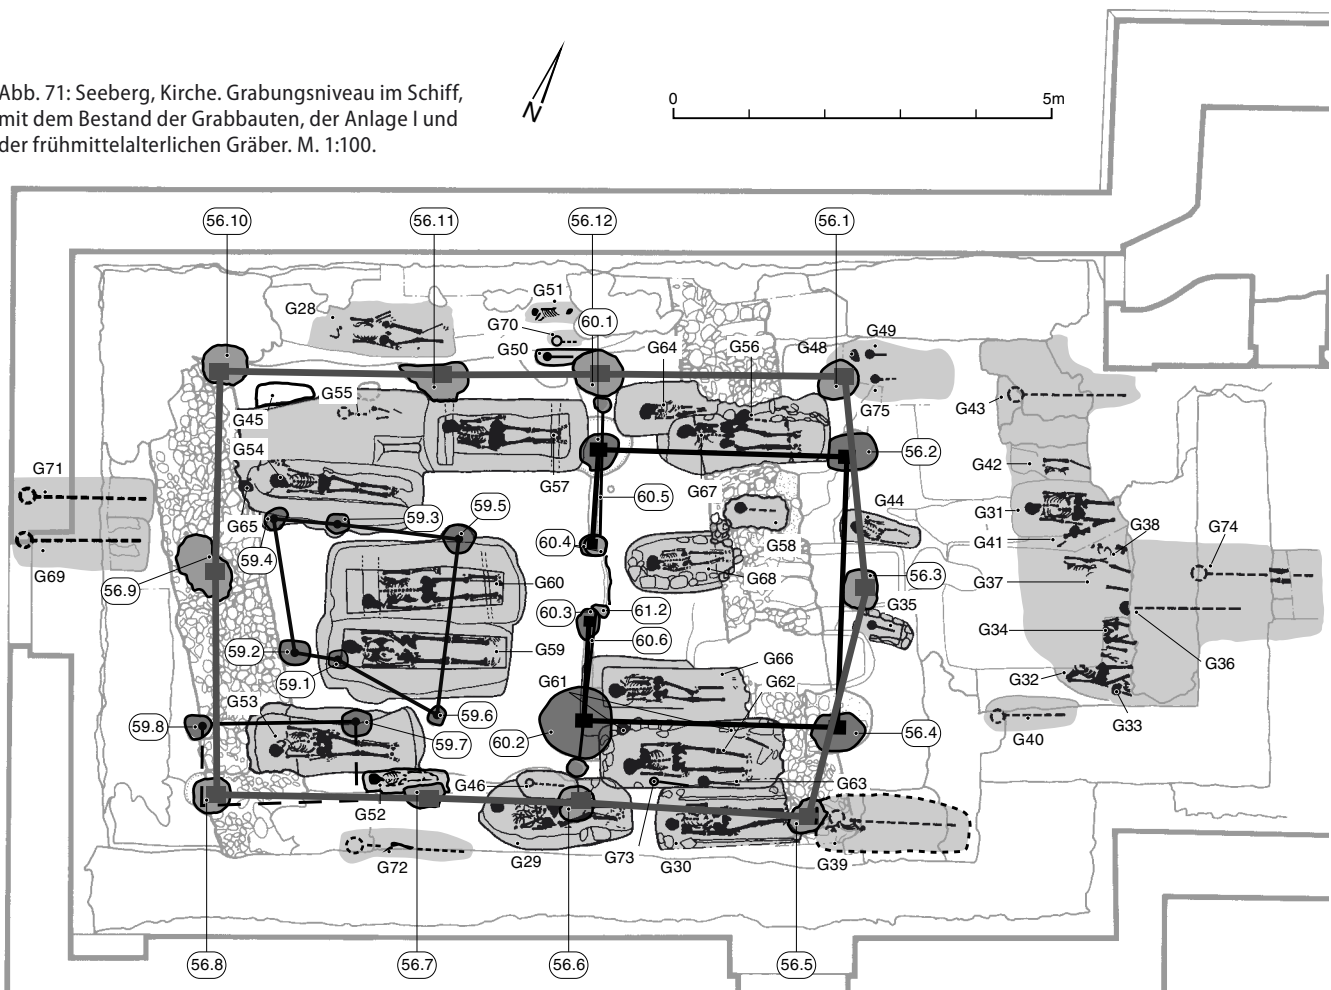 Abb. 71: Seeberg, Kirche. Grabungsniveau im Schiff,
mit dem Bestand der Grabbauten, der Anlage I und
der frühmittelalterlichen Gräber. M. 1:100.
N
0 5m
56.10 56.11 56.12 56.1
G28 G51
G70 60.1
G50 G64 G56 G48 G49
G55 G75
G45 G43
G54 56.2
G71 G57 G67 G42
60.5
59.3 59.5 G44 G31
G65 G38 G74
59.4 60.4 G58 G41
G69 G68
56.9 G60 56.3 G37
60.3 61.2 G35
59.2 60.6 G34
G59 G66 G36
59.1 G61 G62 G32
G53 59.6 G33
59.8 56.4
59.7 60.2 G40
G46 G63
G52
G72 G29 G73 G30 G39
56.8 56.7 56.6 56.5